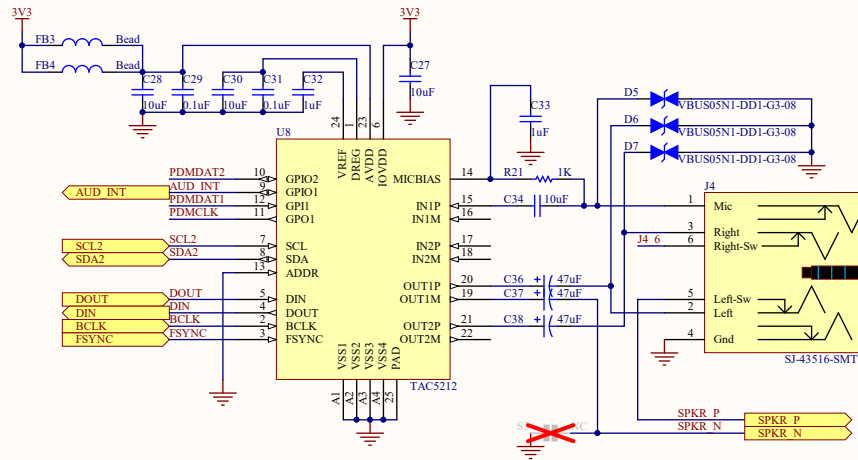 3V3
3V3
FB3 Bead
FB4 Bead
C28 C29 C30 C31 C32 C27
10uF 0.1uF 10uF 0.1uF 1uF 10uF
C33
1uF
D5
VBUS05N1-DD1-G3-08
D6
VBUS05N1-DD1-G3-08
D7
VBUS05N1-DD1-G3-08
24 1 23 6
U8
VREF DREG AVDD IOVDD
PDMDAT2 10 GPIO2
AUD_INT AUD_INT 9 GPIO1
PDMDAT1 12 GPI1
PDMCLK 11 GPO1
SCL2 SCL2 7 SCL
SDA2 SDA2 8 SDA
13 ADDR
DOUT DOUT 5 DIN
DIN DIN 4 DOUT
BCLK BCLK 2 BCLK
FSYNC FSYNC 3 FSYNC
MICBIAS 14 R21 1K
IN1P 15 C34 10uF
IN1M 16
IN2P 17
IN2M 18
OUT1P 20 C36 + 47uF
OUT1M 19 C37 + 47uF
OUT2P 21 C38 + 47uF
OUT2M 22
VSS1 VSS2 VSS3 VSS4 PAD
A1 A2 A3 A4 25
TAC5212
J4
1 Mic
3 Right
J4_6 6 Right-Sw
5 Left-Sw
2 Left
4 Gnd
SJ-43516-SMT
SPKR_P SPKR_P
SPKR_N SPKR_N
NC